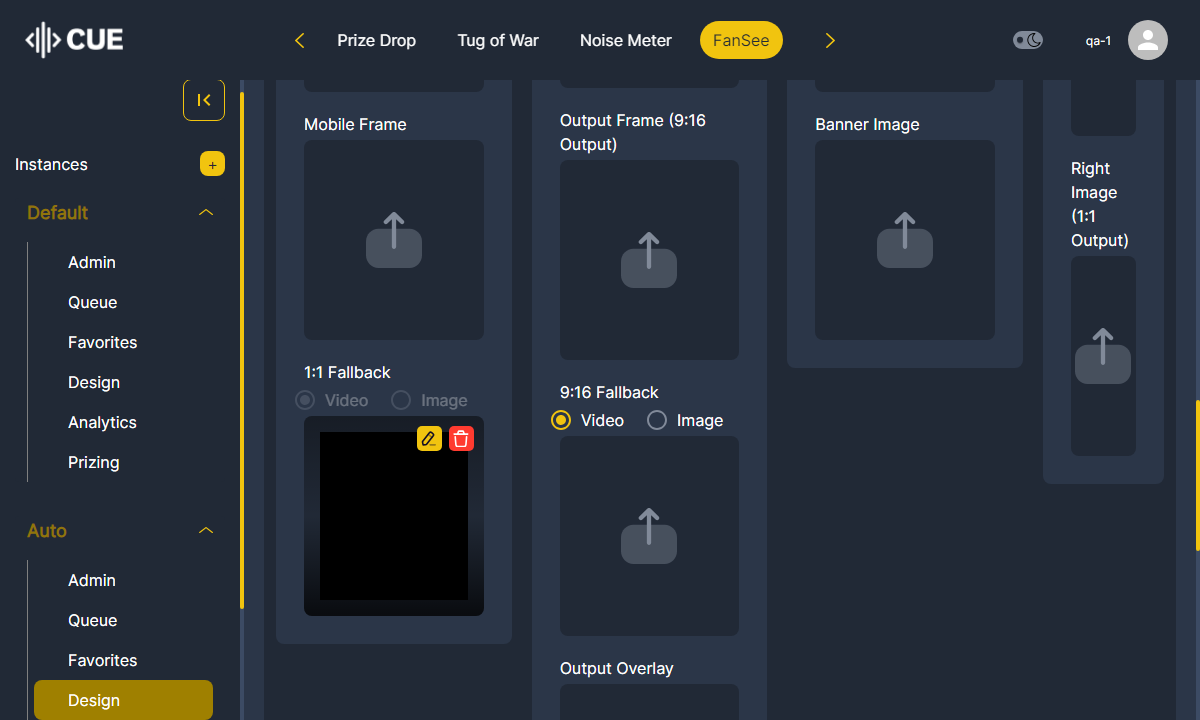 CUE
Prize Drop
Tug of War
Noise Meter
FanSee
qa-1
Instances
+
Default
Admin
Queue
Favorites
Design
Analytics
Prizing
Auto
Admin
Queue
Favorites
Design
Mobile Frame
1:1 Fallback
Video
Image
Output Frame (9:16
Output)
9:16 Fallback
Video
Image
Output Overlay
Banner Image
Right
Image
(1:1
Output)